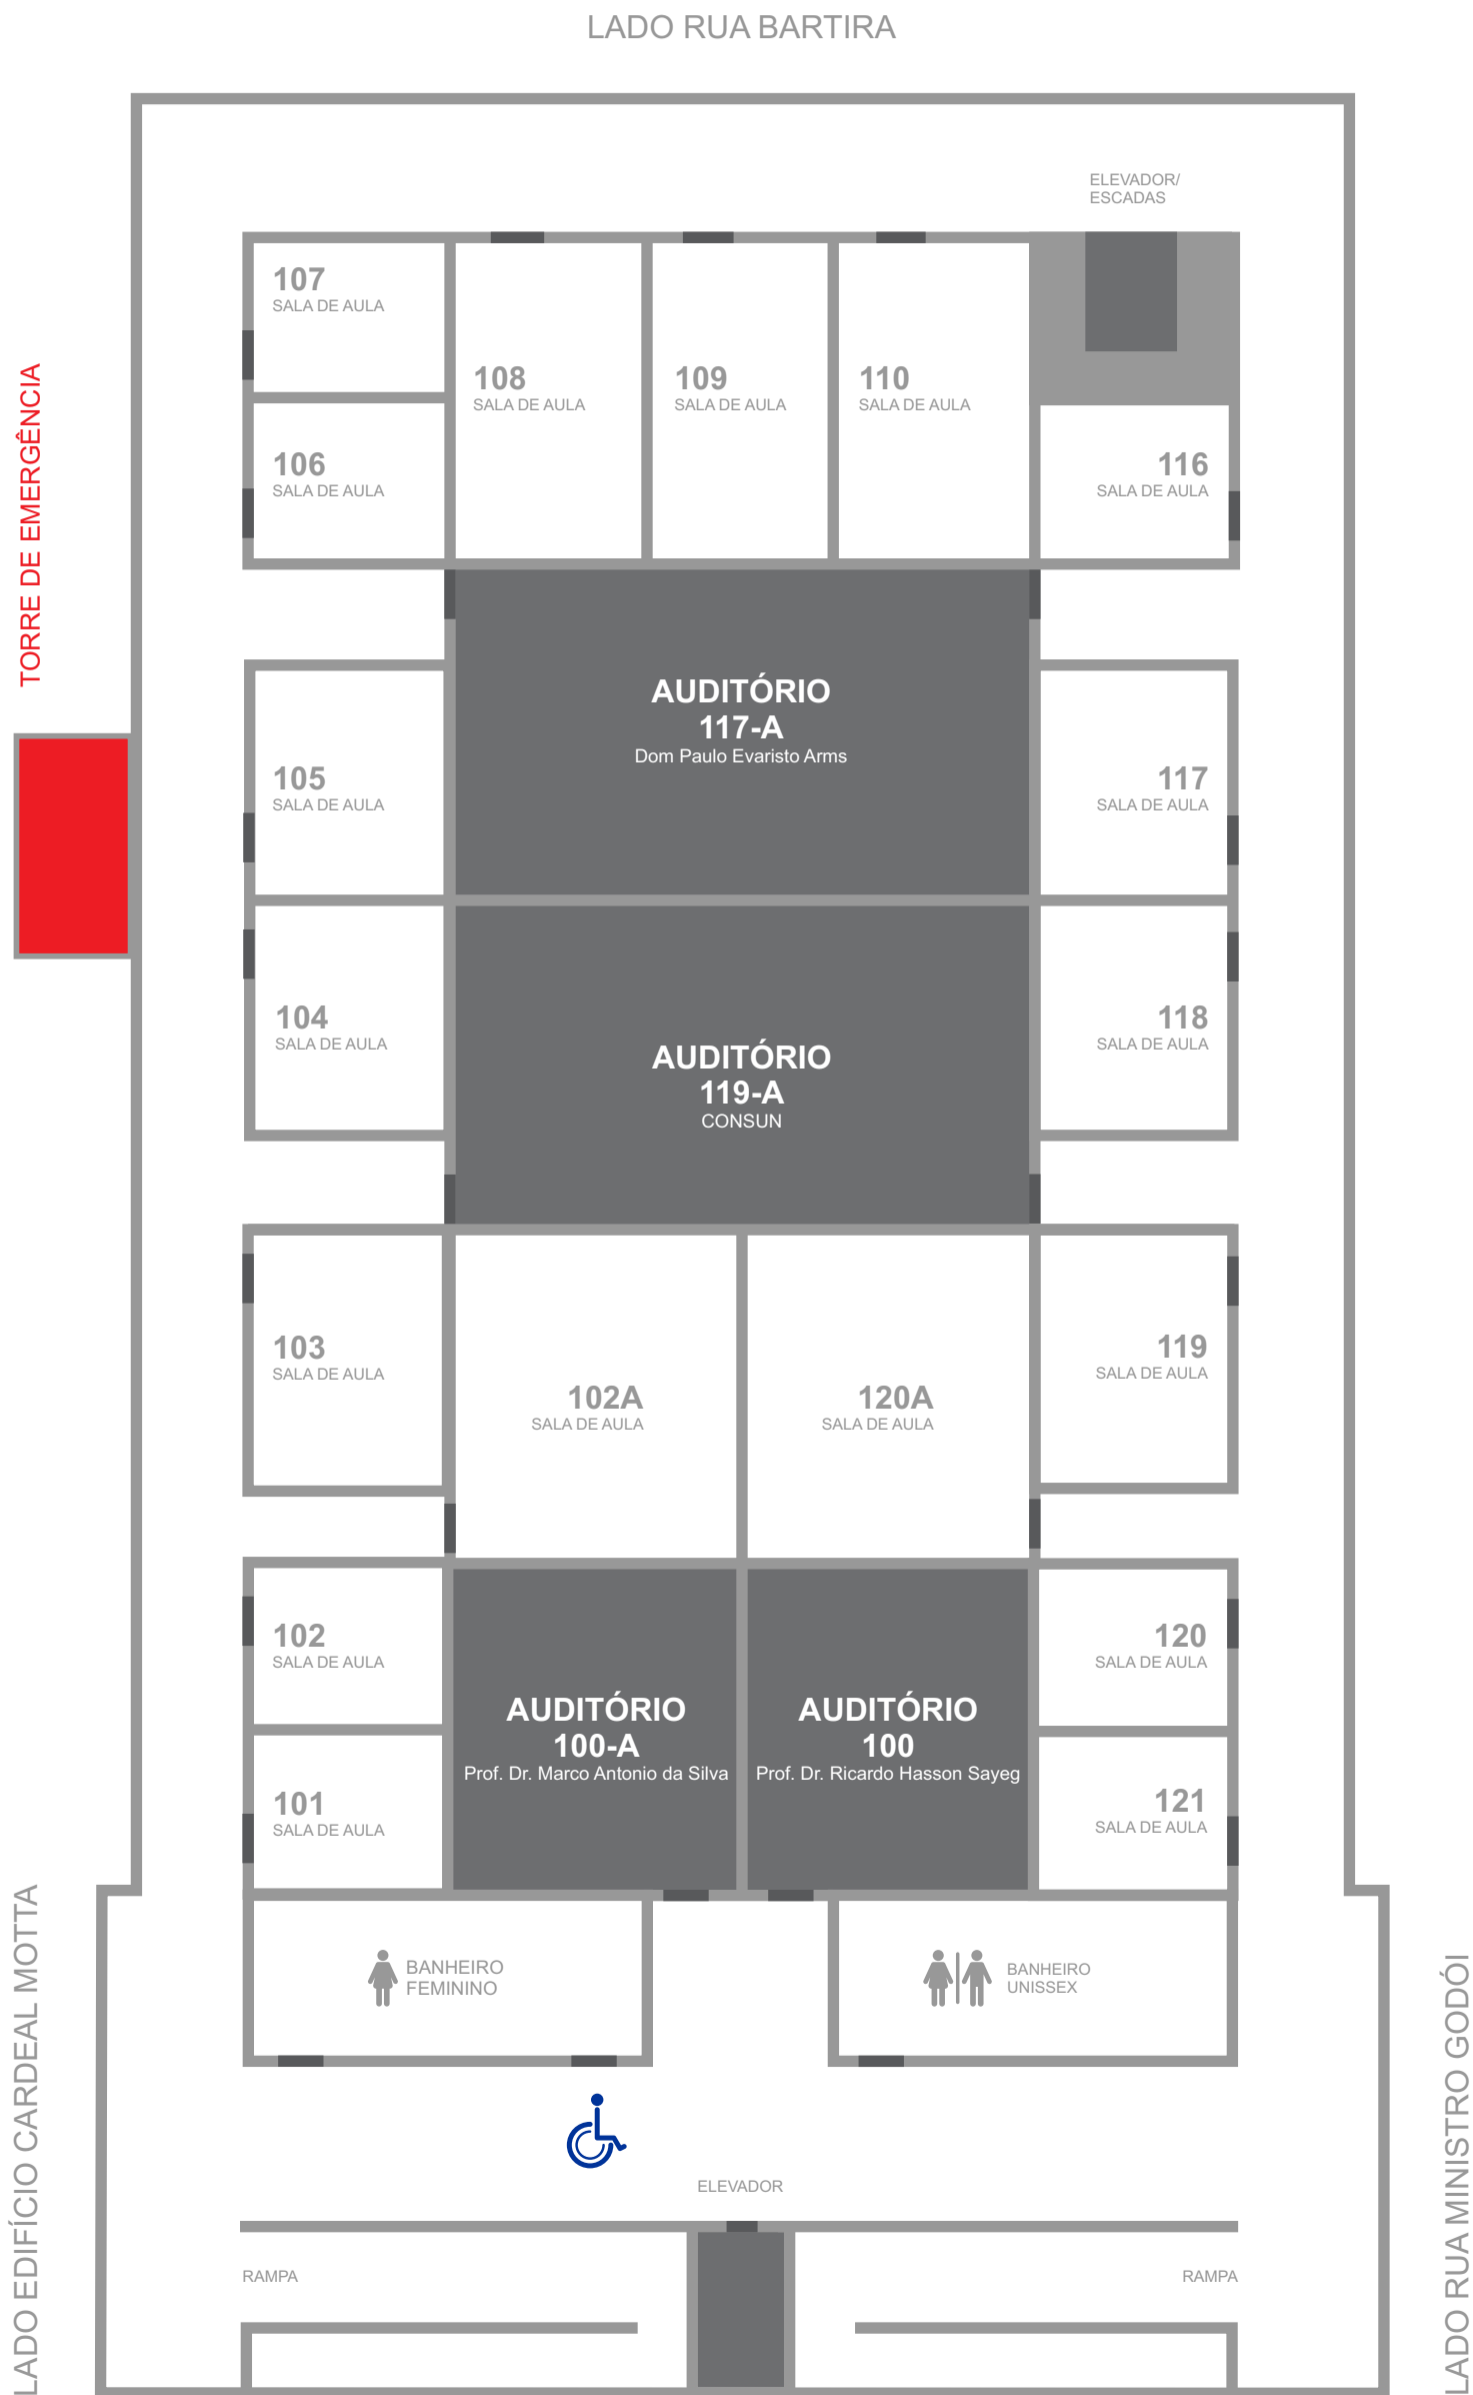 LADO RUA BARTIRA
ELEVADOR/
ESCADAS
TORRE DE EMERGÊNCIA
107
SALA DE AULA
108
SALA DE AULA
109
SALA DE AULA
110
SALA DE AULA
106
SALA DE AULA
116
SALA DE AULA
AUDITÓRIO
117-A
Dom Paulo Evaristo Arms
105
SALA DE AULA
117
SALA DE AULA
104
SALA DE AULA
118
SALA DE AULA
AUDITÓRIO
119-A
CONSUN
103
SALA DE AULA
119
SALA DE AULA
102A
SALA DE AULA
120A
SALA DE AULA
102
SALA DE AULA
120
SALA DE AULA
AUDITÓRIO
100-A
Prof. Dr. Marco Antonio da Silva
AUDITÓRIO
100
Prof. Dr. Ricardo Hasson Sayeg
101
SALA DE AULA
121
SALA DE AULA
BANHEIRO
FEMININO
BANHEIRO
UNISSEX
LADO EDIFÍCIO CARDEAL MOTTA
LADO RUA MINISTRO GODÓI
ELEVADOR
RAMPA
RAMPA